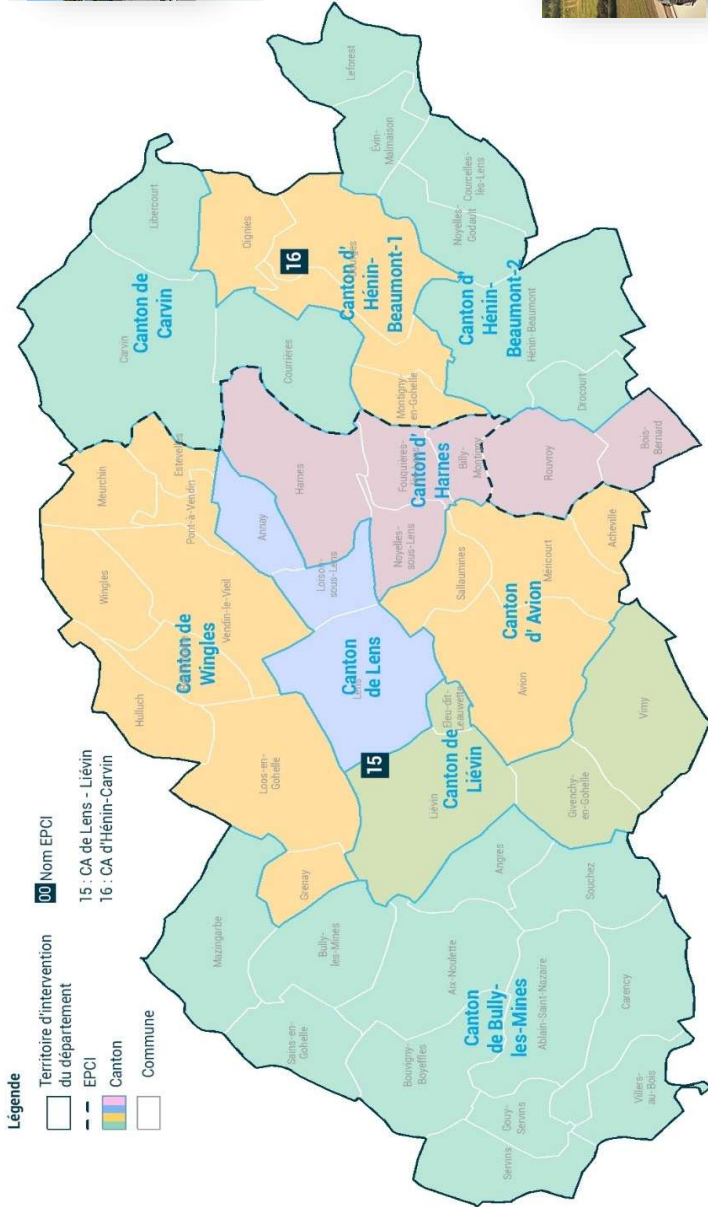 Légende
Territoire d'intervention
du département
EPCI
Canton
Commune
00 Nom EPCI
15 : CA de Lens - Liévin
16 : CA d'Hénin-Carvin
Mazingarbe
Bully-
les-Mines
Sains-en-
Gohelle
Bouvigny-
Boyeffles
Aix-Noulette
Angres
Souchez
Canton
de Bully-
les-Mines
Ablain-Saint-Nazaire
Carency
Servins
Gouy-
Servins
Villers-
au-Bois
Grenay
Loos-en-
Gohelle
Hulluch
Wingles
Meurchin
Canton de
Wingles
Vendin-le-Vieil
Pont-à-Vendin
Estevelles
15
Liévin
Canton de
Liévin
Eleu-dit-
Leauwette
Givenchy-
en-Gohelle
Vimy
Canton
de Lens
Lens
Loison-
sous-Lens
Annay
Avion
Canton
d' Avion
Sallaumines
Méricourt
Acheville
Harnes
Noyelles-
sous-Lens
Fouquières-
Canton d'
Harnes
Billy-
Montigny
Rouvroy
Bois-
Bernard
Carvin
Canton de
Carvin
Libercourt
Courrières
Oignies
16
Canton d'
Hénin-
Beaumont-1
Montigny-
en-Gohelle
Canton d'
Hénin-
Beaumont-2
Hénin-Beaumont
Drocourt
Noyelles-
Godault
Courcelles-
lès-Lens
Evin-
Malmaison
Leforest